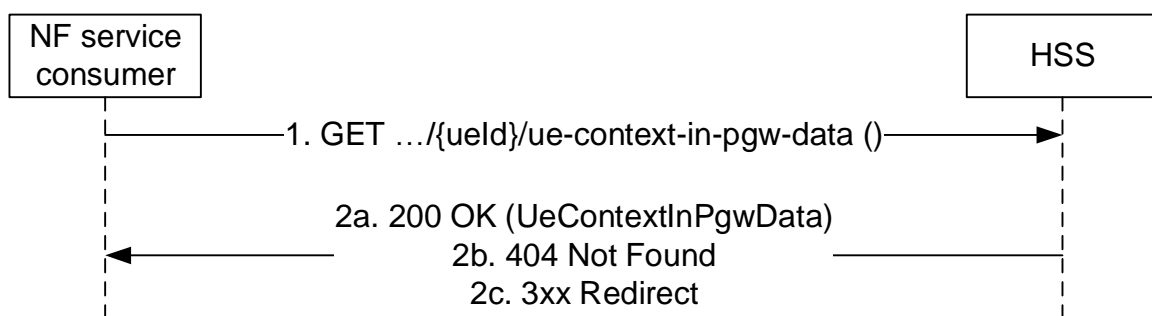 NF service
consumer
HSS
1. GET …/{ueId}/ue-context-in-pgw-data ()
2a. 200 OK (UeContextInPgwData)
2b. 404 Not Found
2c. 3xx Redirect